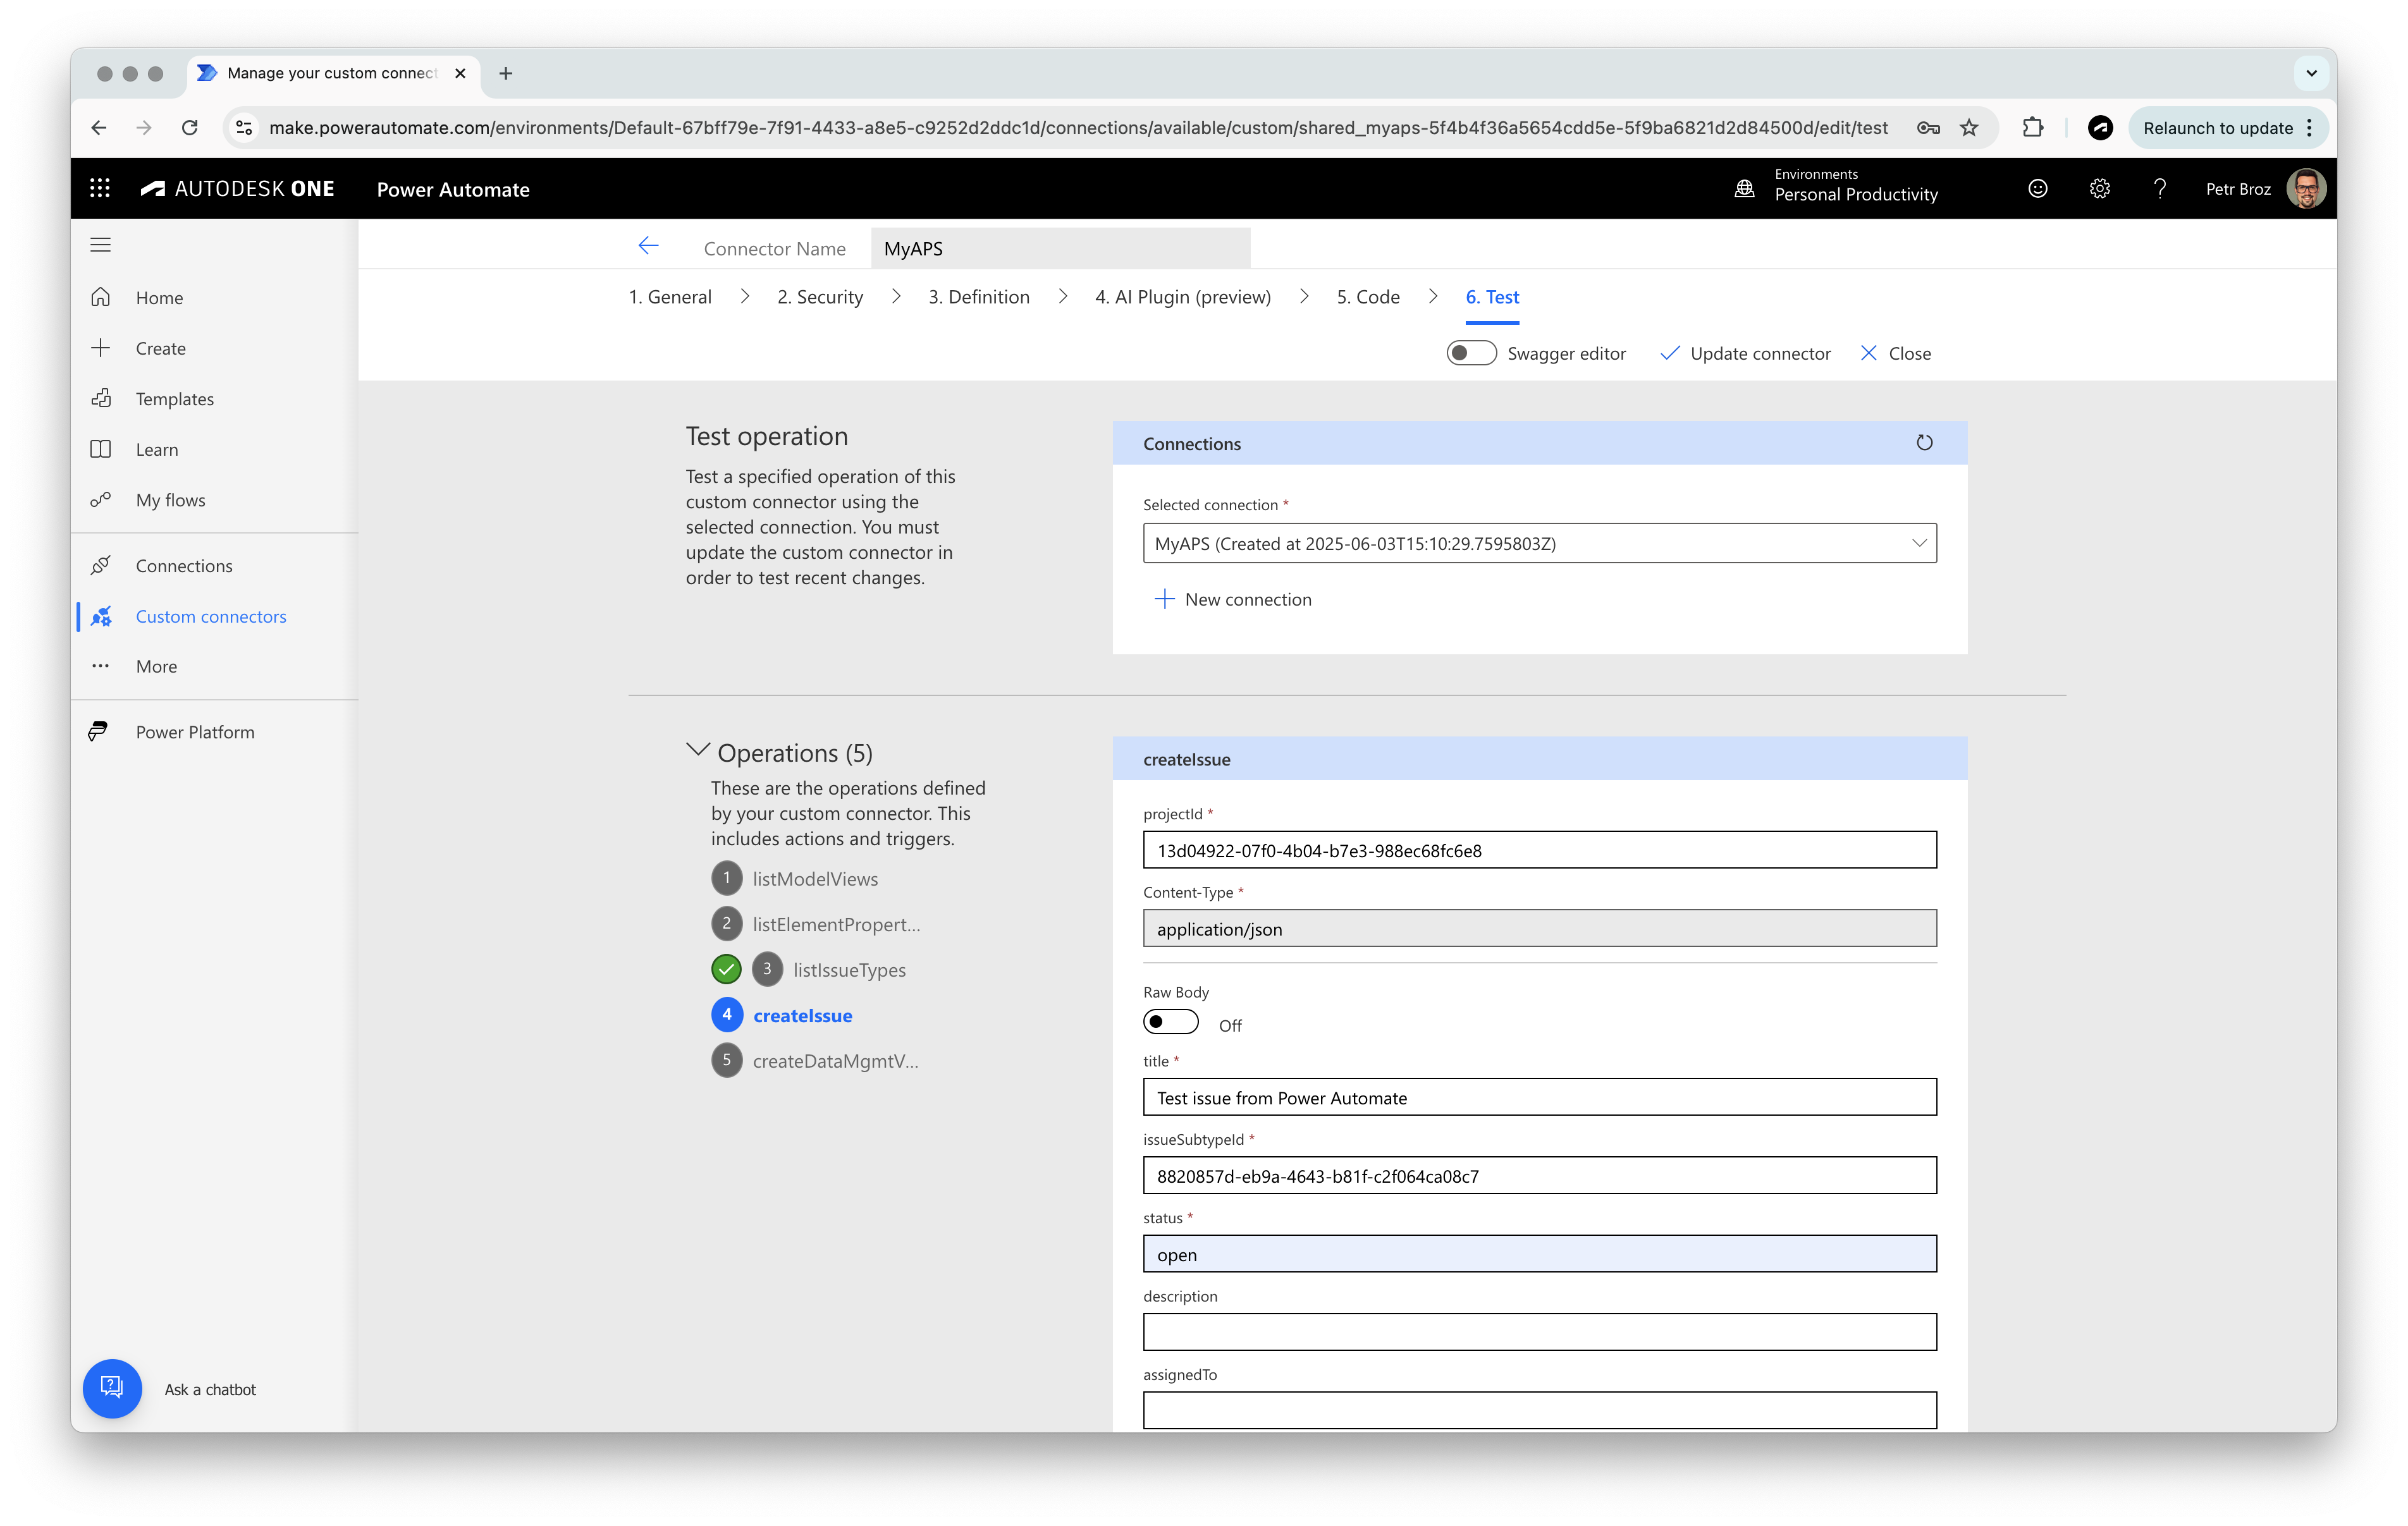 Manage your custom connect
make.powerautomate.com/environments/Default-67bff79e-7f91-4433-a8e5-c9252d2ddc1d/connections/available/custom/shared_myaps-5f4b4f36a5654cdd5e-5f9ba6821d2d84500d/edit/test
Relaunch to update
AUTODESK ONE
Power Automate
Environments
Personal Productivity
Petr Broz
Home
Create
Templates
Learn
My flows
Connections
Custom connectors
More
Power Platform
Ask a chatbot
Connector Name
MyAPS
1. General
2. Security
3. Definition
4. AI Plugin (preview)
5. Code
6. Test
Swagger editor
Update connector
Close
Test operation
Test a specified operation of this
custom connector using the
selected connection. You must
update the custom connector in
order to test recent changes.
Connections
Selected connection *
MyAPS (Created at 2025-06-03T15:10:29.7595803Z)
New connection
Operations (5)
These are the operations defined
by your custom connector. This
includes actions and triggers.
1 listModelViews
2 listElementPropert...
3 listIssueTypes
4 createIssue
5 createDataMgmtV...
createIssue
projectId *
13d04922-07f0-4b04-b7e3-988ec68fc6e8
Content-Type *
application/json
Raw Body
Off
title *
Test issue from Power Automate
issueSubtypeId *
8820857d-eb9a-4643-b81f-c2f064ca08c7
status *
open
description
assignedTo